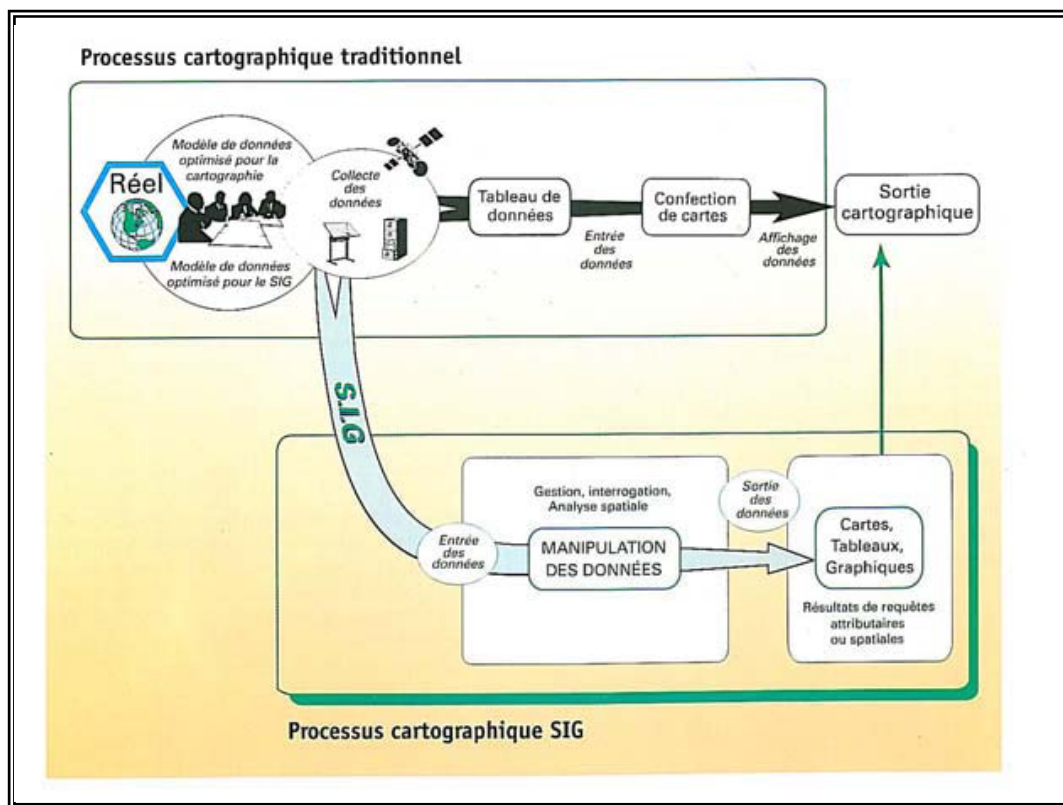 Processus cartographique traditionnel
Modèle de données
optimisé pour la
cartographie
Réel
Modèle de données
optimisé pour le SIG
Collecte
des
données
Tableau de
données
Entrée
des
données
Confection
de cartes
Affichage
des
données
Sortie
cartographique
S.I.G
Entrée
des
données
Gestion, interrogation,
Analyse spatiale
MANIPULATION
DES DONNÉES
Sortie
des
données
Cartes,
Tableaux,
Graphiques
Résultats de requêtes
attributaires
ou spatiales
Processus cartographique SIG